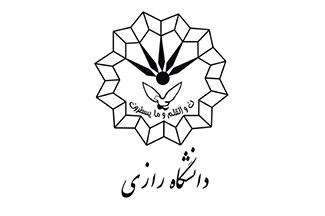 ن و القلم و ما یسطرون
دانشگاه رازی